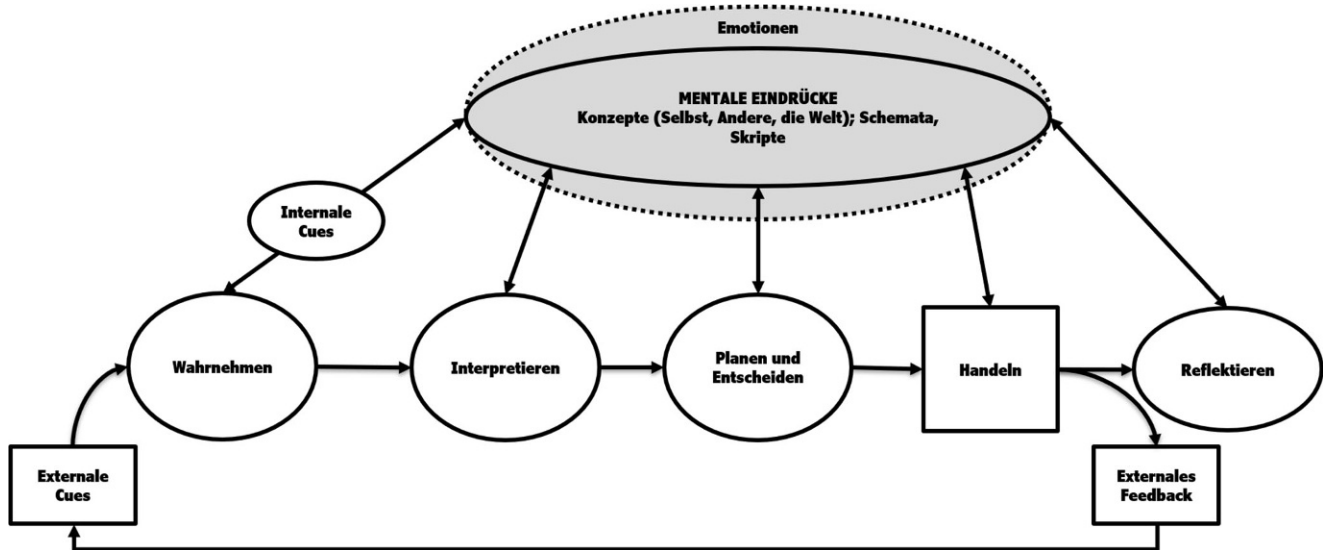 Emotionen
MENTALE EINDRÜCKE
Konzepte (Selbst, Andere, die Welt); Schemata,
Skripte
Internale
Cues
Wahrnehmen
Interpretieren
Planen und
Entscheiden
Handeln
Reflektieren
Externale
Cues
Externales
Feedback